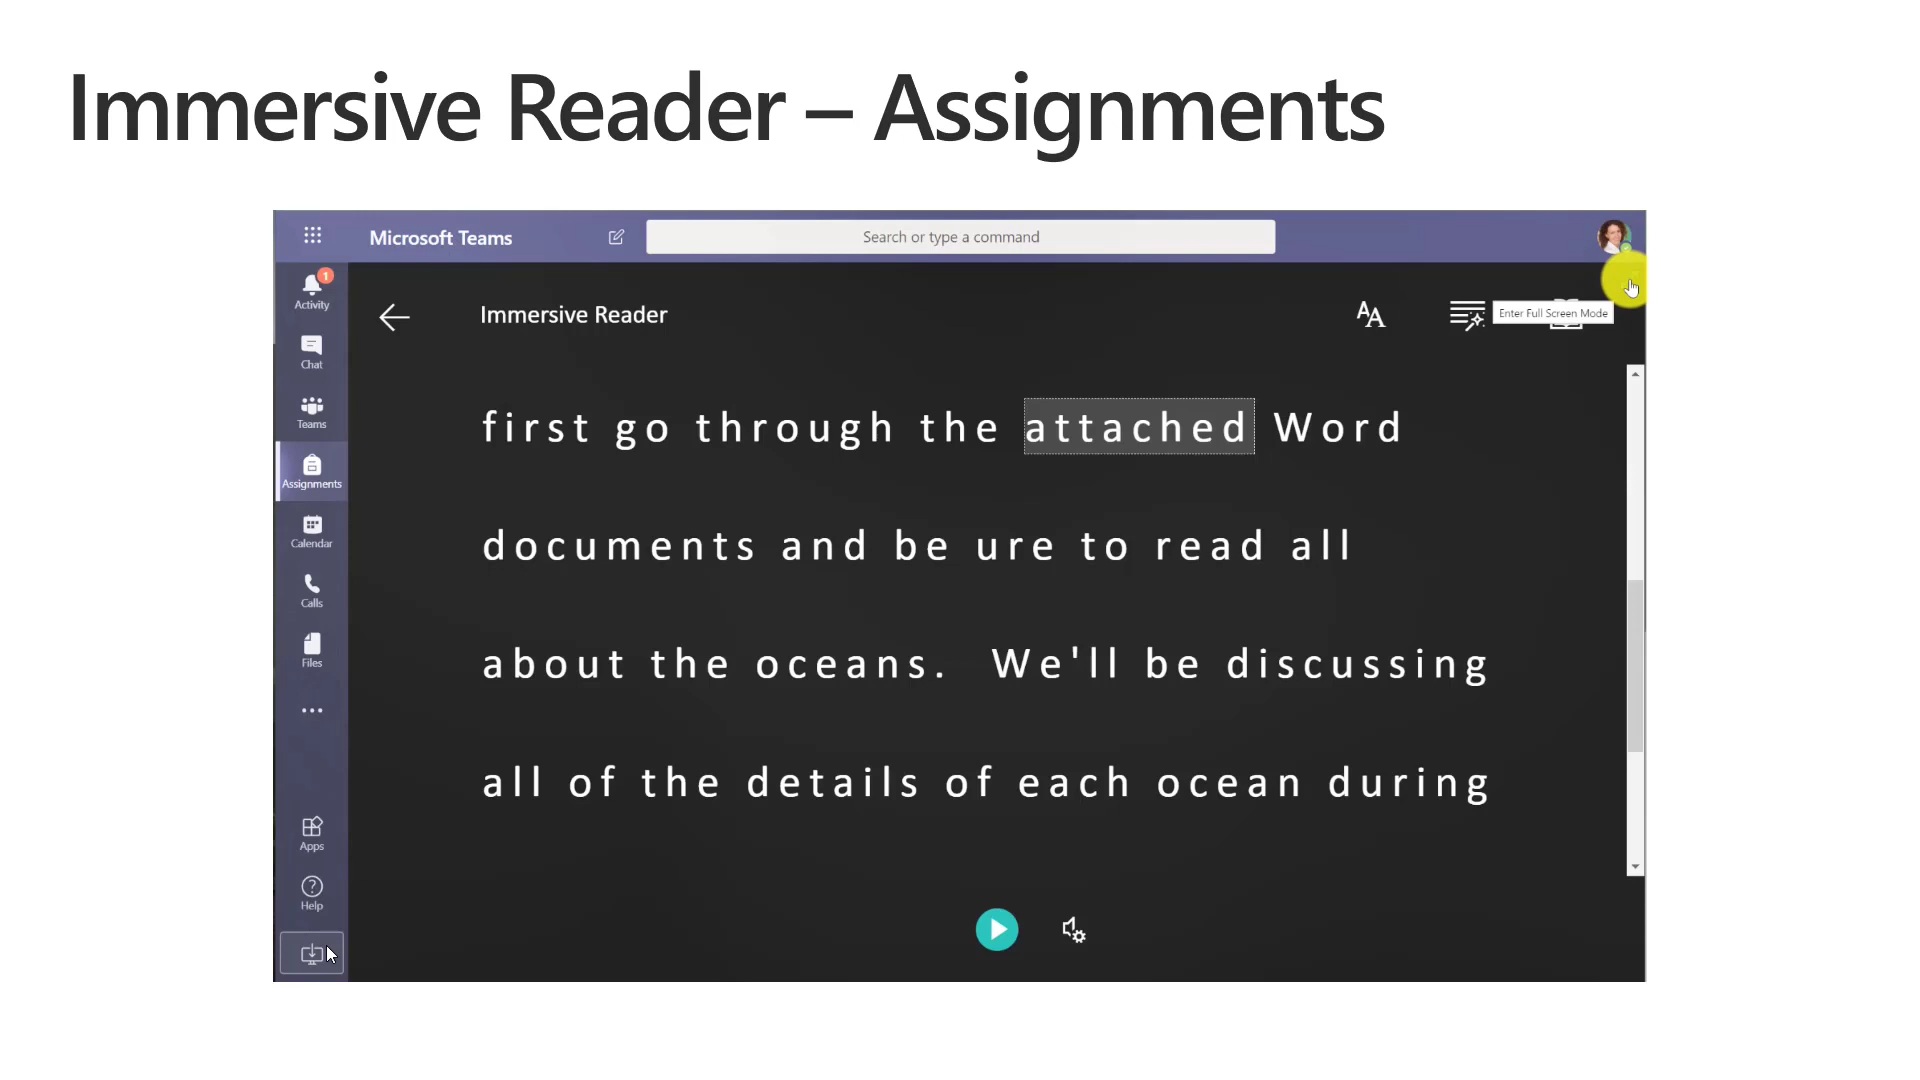 Immersive Reader – Assignments
Microsoft Teams
Search or type a command
1
Activity
Chat
Teams
Assignments
Calendar
Calls
Files
Apps
Help
Immersive Reader
AA
Enter Full Screen Mode
first go through the attached Word
documents and be ure to read all
about the oceans. We'll be discussing
all of the details of each ocean during